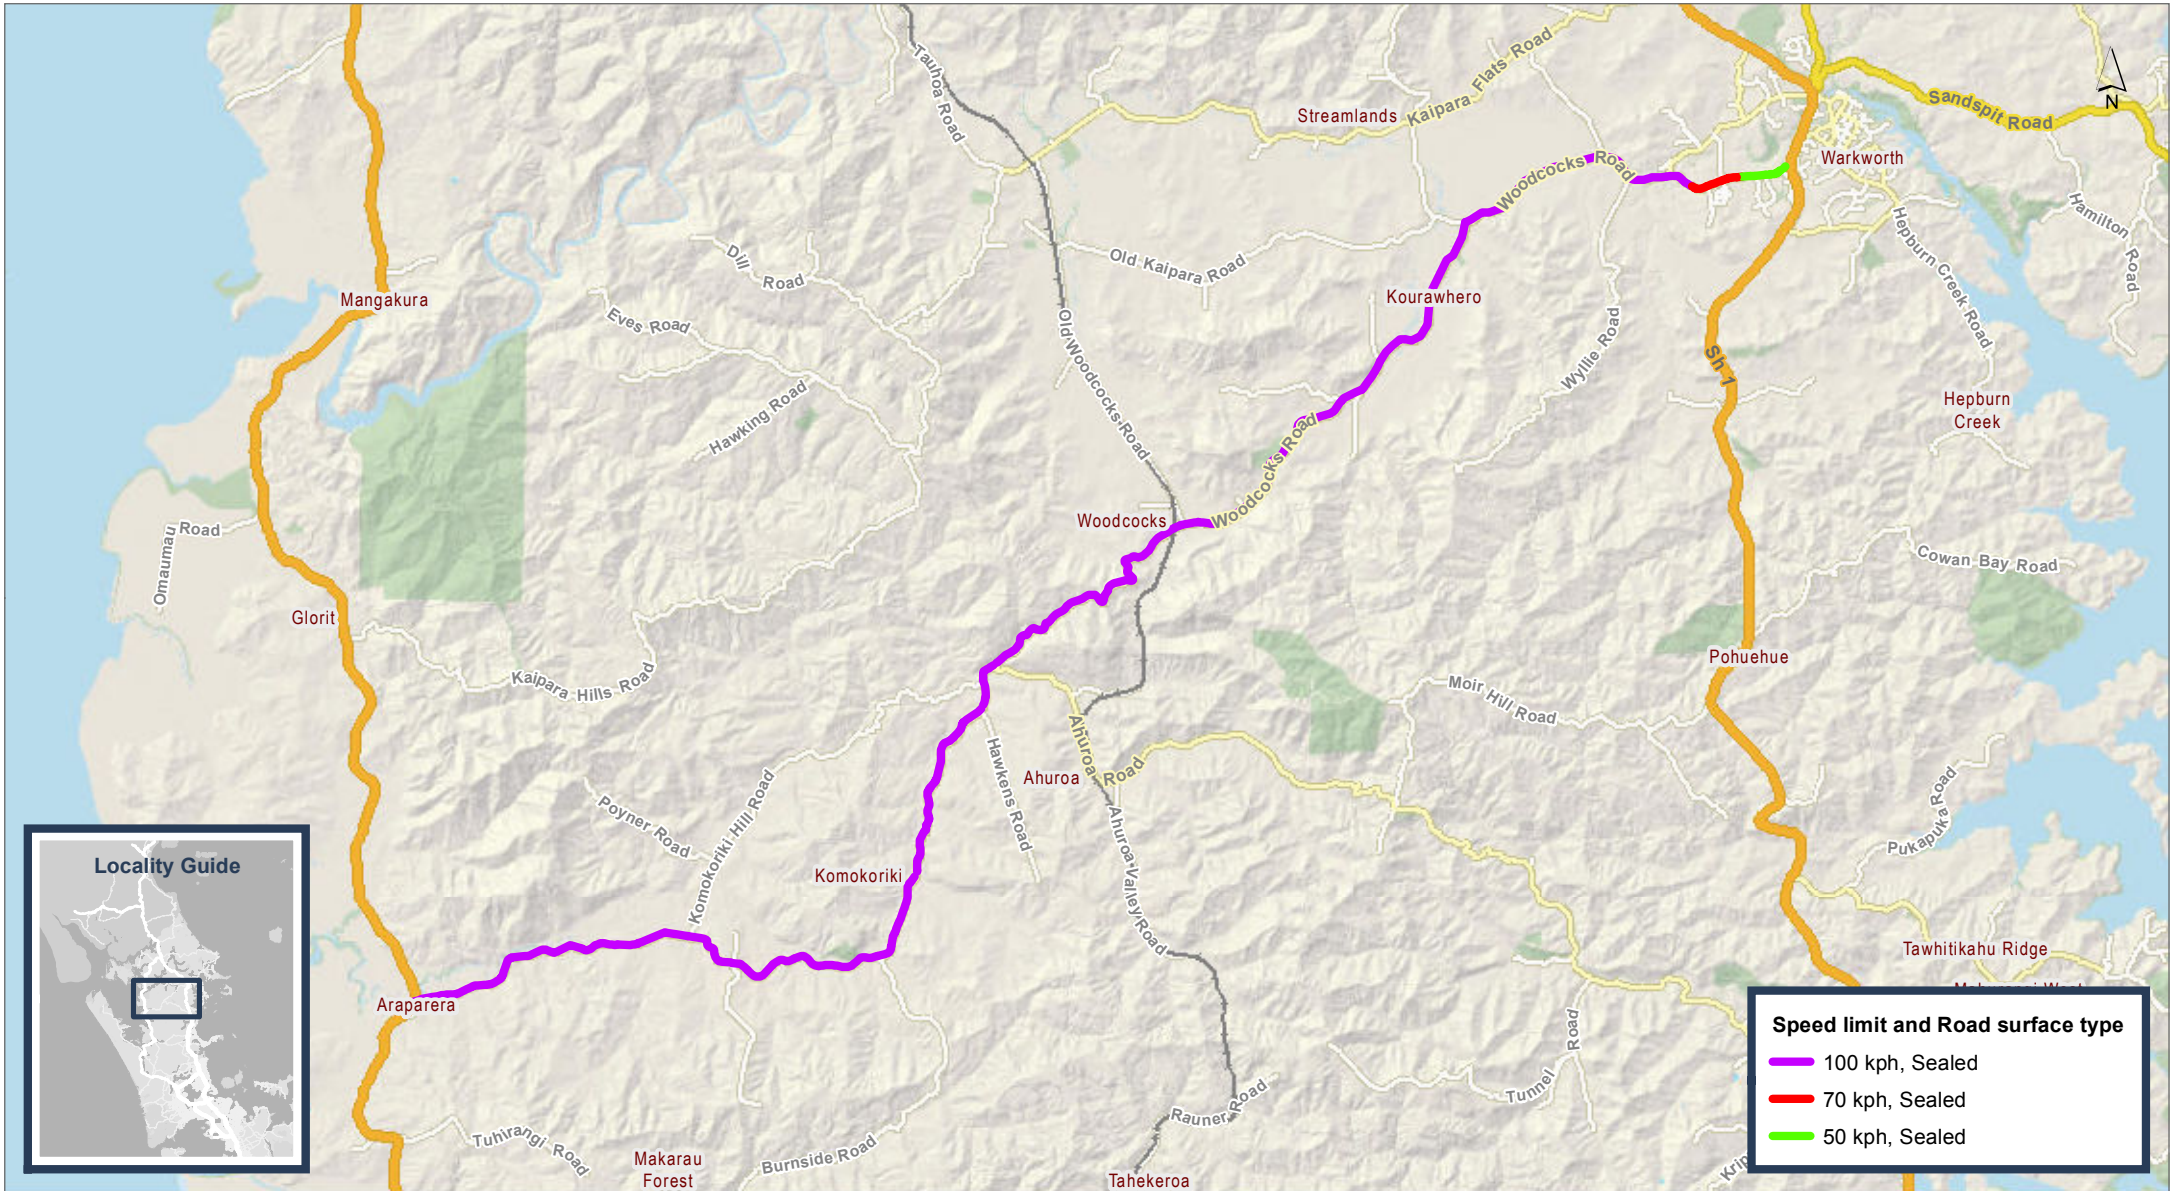 Tauhoa Road
Kaipara Flats Road
Streamlands
Sandspit Road
N
Warkworth
Woodcocks Road
Hamilton Road
Hepburn Creek Road
Old Kaipara Road
Dill Road
Mangakura
Kourawhero
Eves Road
Old Woodcocks Road
Wyllie Road
Sh 1
Hawking Road
Hepburn
Creek
Woodcocks Road
Woodcocks
Omaumau Road
Cowan Bay Road
Glorit
Kaipara Hills Road
Pohuehue
Moir Hill Road
Ahuroa Road
Hawkens Road
Ahuroa
Poyner Road
Komokoriki Hill Road
Pukapuka Road
Ahuroa Valley Road
Komokoriki
Locality Guide
Tawhitikahu Ridge
Araparera
Tunnel Road
Rauner Road
Tuhirangi Road
Burnside Road
Makarau
Forest
Tahekeroa
Speed limit and Road surface type
100 kph, Sealed
70 kph, Sealed
50 kph, Sealed